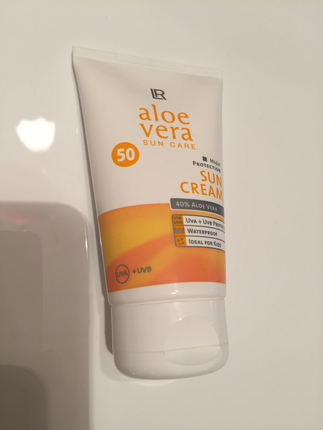 LR
aloe
vera
SUN CARE
50
HIGH
PROTECTION
SUN
CREAM
40% ALOE VERA
UVA + UVB PROTE
WATERPROOF
IDEAL FOR KIDS
UVA + UVB